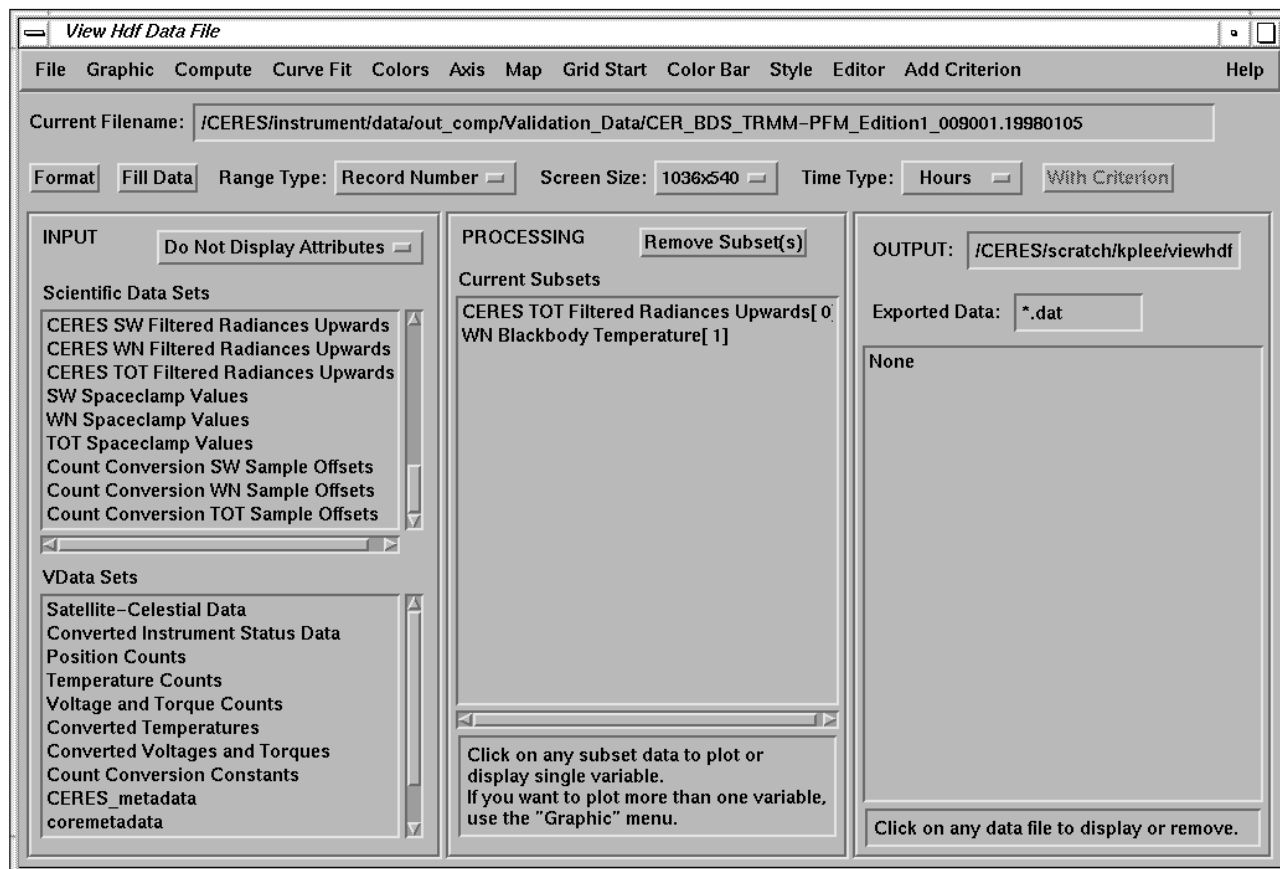 View Hdf Data File
File Graphic Compute Curve Fit Colors Axis Map Grid Start Color Bar Style Editor Add Criterion Help
Current Filename: /CERES/instrument/data/out_comp/Validation_Data/CER_BDS_TRMM-PFM_Edition1_009001.19980105
Format Fill Data Range Type: Record Number Screen Size: 1036x540 Time Type: Hours With Criterion
INPUT Do Not Display Attributes
Scientific Data Sets
CERES SW Filtered Radiances Upwards
CERES WN Filtered Radiances Upwards
CERES TOT Filtered Radiances Upwards
SW Spaceclamp Values
WN Spaceclamp Values
TOT Spaceclamp Values
Count Conversion SW Sample Offsets
Count Conversion WN Sample Offsets
Count Conversion TOT Sample Offsets
VData Sets
Satellite-Celestial Data
Converted Instrument Status Data
Position Counts
Temperature Counts
Voltage and Torque Counts
Converted Temperatures
Converted Voltages and Torques
Count Conversion Constants
CERES_metadata
coremetadata
PROCESSING Remove Subset(s)
Current Subsets
CERES TOT Filtered Radiances Upwards[ 0]
WN Blackbody Temperature[ 1]
Click on any subset data to plot or
display single variable.
If you want to plot more than one variable,
use the "Graphic" menu.
OUTPUT: /CERES/scratch/kplee/viewhdf
Exported Data: *.dat
None
Click on any data file to display or remove.